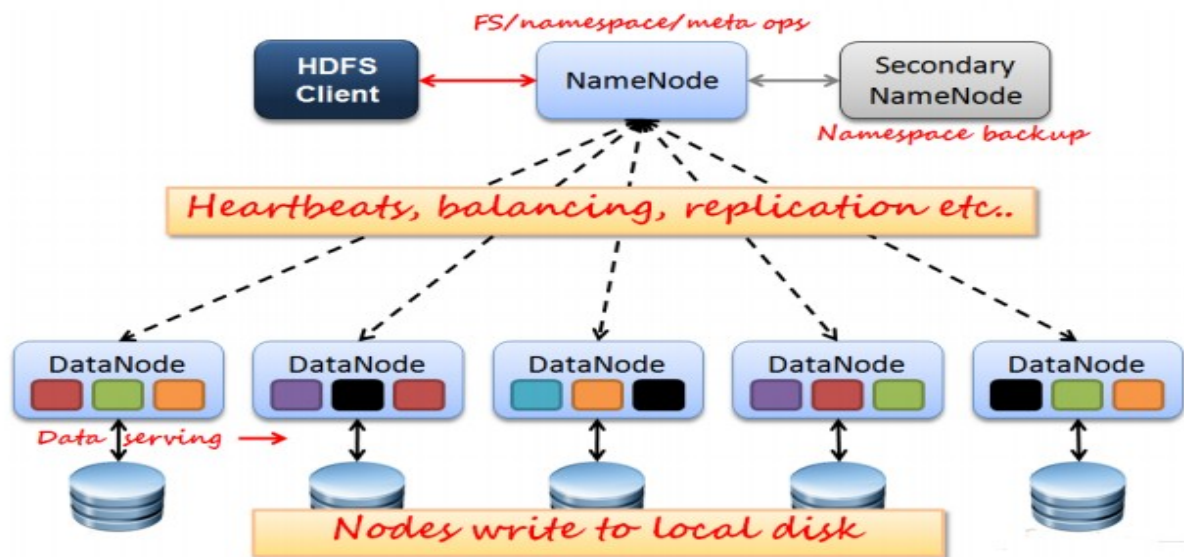 FS/namespace/meta ops
HDFS
Client
NameNode
Secondary
NameNode
Namespace backup
Heartbeats, balancing, replication etc..
DataNode
DataNode
DataNode
DataNode
DataNode
Data serving
Nodes write to local disk